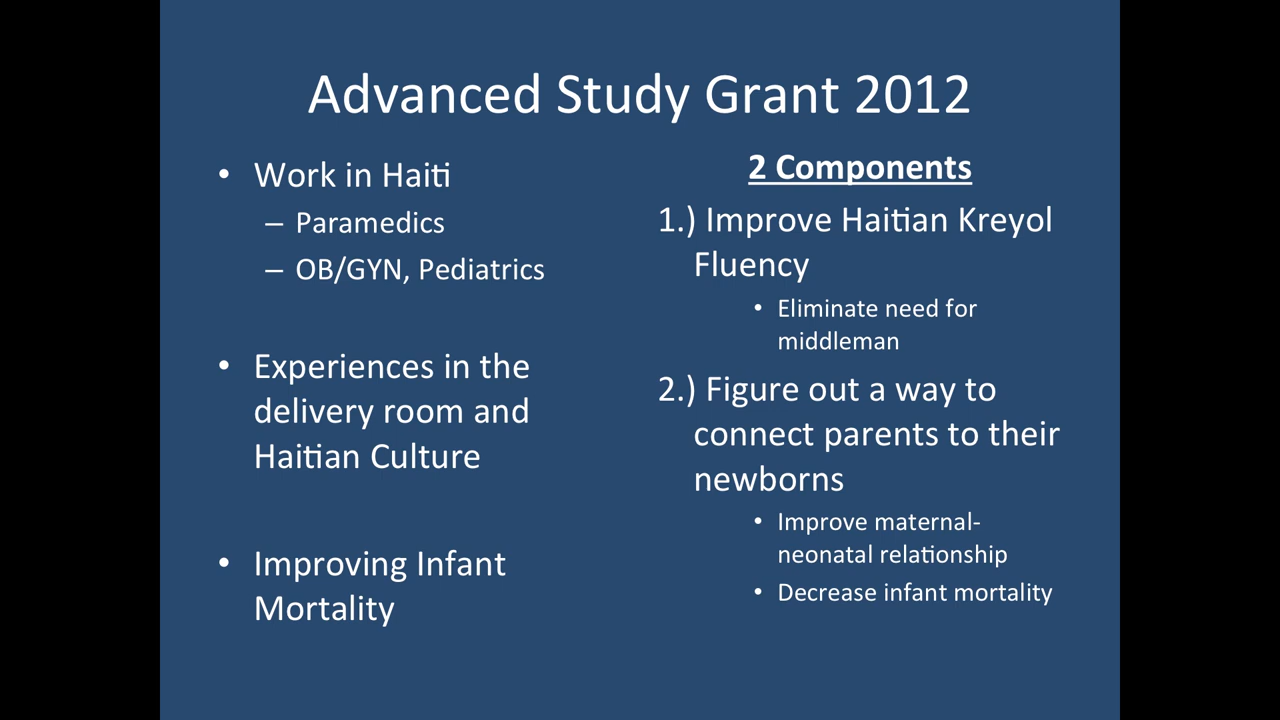 Advanced Study Grant 2012
• Work in Haiti
– Paramedics
– OB/GYN, Pediatrics
• Experiences in the
delivery room and
Haitian Culture
• Improving Infant
Mortality
2 Components
1.) Improve Haitian Kreyol
Fluency
• Eliminate need for
middleman
2.) Figure out a way to
connect parents to their
newborns
• Improve maternal-
neonatal relationship
• Decrease infant mortality